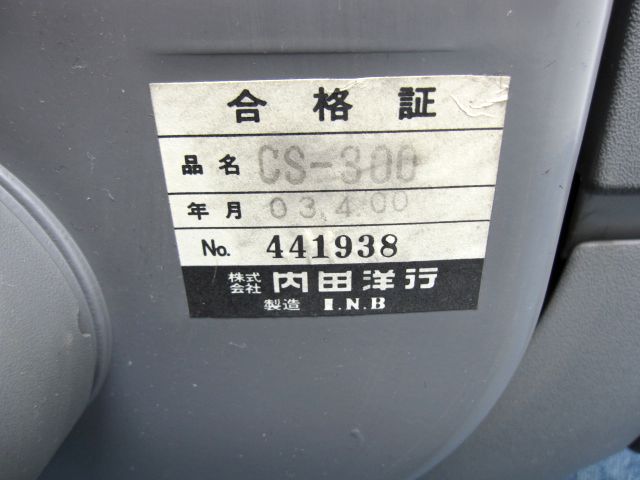 合格証
品名 CS-300
年月 03.4.00
No. 441938
株式会社 内田洋行
製造 I.N.B